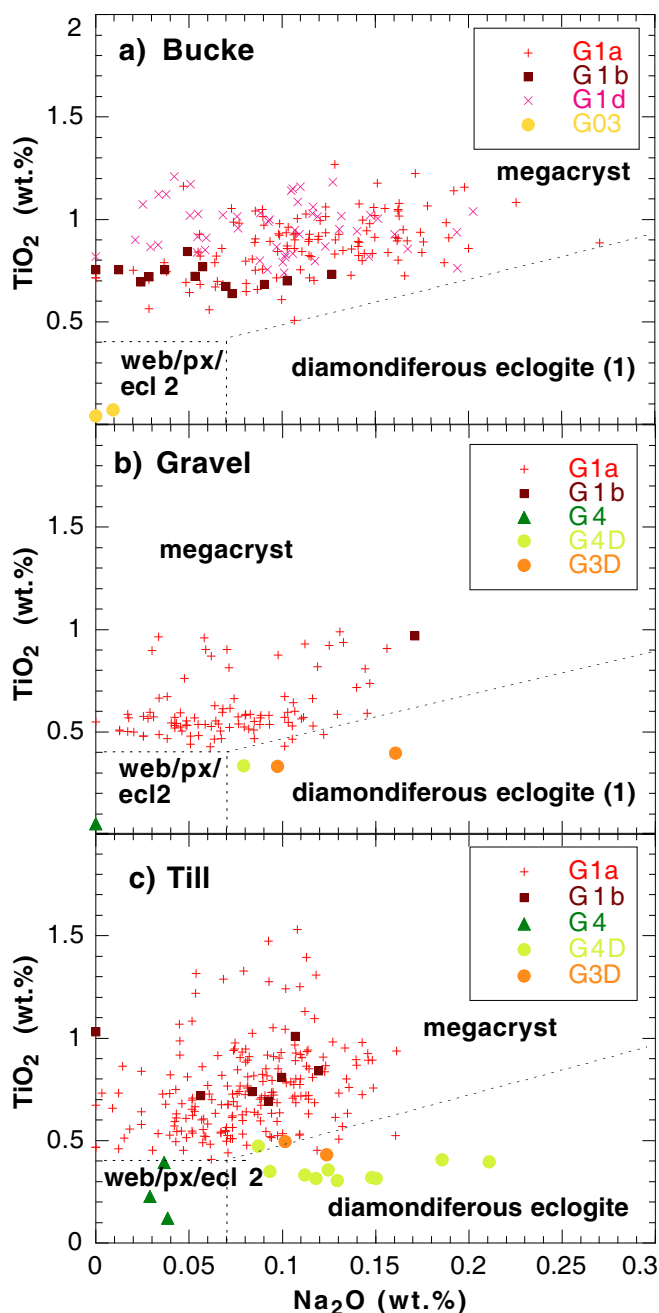 a) Bucke
G1a
G1b
G1d
G03
megacryst
web/px/
ecl 2
diamondiferous eclogite (1)
TiO2 (wt.%)
2
1.5
1
0.5
0
b) Gravel
G1a
G1b
G4
G4D
G3D
megacryst
web/px/
ecl2
diamondiferous eclogite (1)
TiO2 (wt.%)
1.5
1
0.5
0
c) Till
G1a
G1b
G4
G4D
G3D
megacryst
web/px/ecl 2
diamondiferous eclogite
TiO2 (wt.%)
1.5
1
0.5
0
0 0.05 0.1 0.15 0.2 0.25 0.3
Na2O (wt.%)